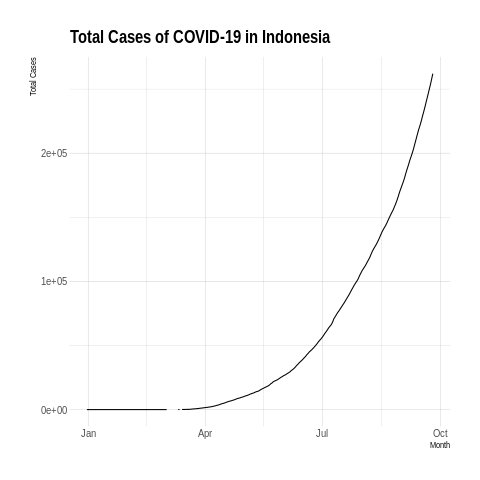 Total Cases of COVID-19 in Indonesia
Total Cases
2e+05
1e+05
0e+00
Jan Apr Jul Oct
Month